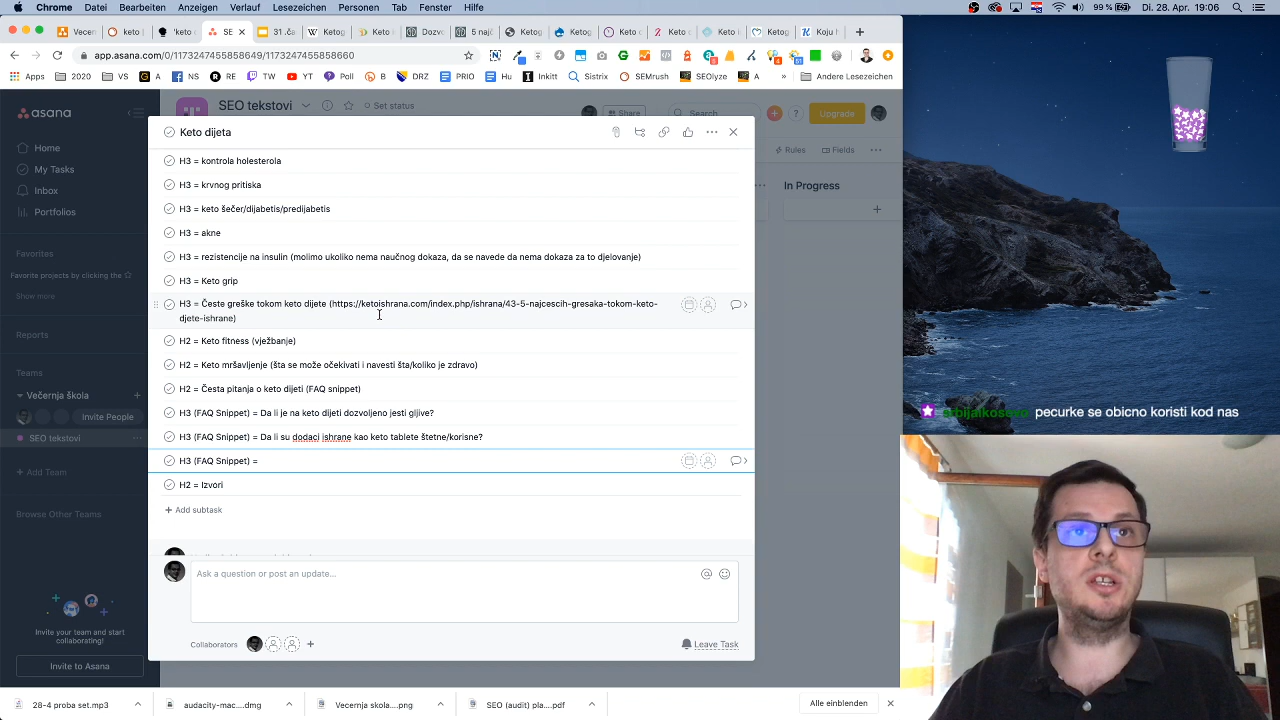 Chrome Datei Bearbeiten Anzeigen Verlauf Lesezeichen Personen Tab Fenster Hilfe
99 % Di. 28. Apr. 19:06
app.asana.com/0/1173247455858649/1173247455858660
Apps 2020 VS G A NS RE TW YT Poll B DRZ PRIO Hunt Inkitt Sistrix SEMrush SEOlyze A » Andere Lesezeichen
asana
SEO tekstovi
Set status
Share
Search
Upgrade
Rules
Fields
In Progress
Home
My Tasks
Inbox
Portfolios
Favorites
Favorite projects by clicking the
Show more
Reports
Teams
Večernja škola
Invite People
SEO tekstovi
Add Team
Browse Other Teams
Invite your team and start
collaborating!
Invite to Asana
Keto dijeta
H3 = kontrola holesterola
H3 = krvnog pritiska
H3 = keto šečer/dijabetis/predijabetis
H3 = akne
H3 = rezistencije na insulin (molimo ukoliko nema naučnog dokaza, da se navede da nema dokaza za to djelovanje)
H3 = Keto grip
H3 = Česte greške tokom keto dijete (https://ketoishrana.com/index.php/ishrana/43-5-najcescih-gresaka-tokom-keto-
djete-ishrane)
H2 = Keto fitness (vježbanje)
H2 = Keto mršavljenje (šta se može očekivati i navesti šta/koliko je zdravo)
H2 = Česta pitanja o keto dijeti (FAQ snippet)
H3 (FAQ Snippet) = Da li je na keto dijeti dozvoljeno jesti gljive?
H3 (FAQ Snippet) = Da li su dodaci ishrane kao keto tablete štetne/korisne?
H3 (FAQ Snippet) =
H2 = Izvori
+ Add subtask
Ask a question or post an update...
Collaborators
Leave Task
srbijaikosovo pecurke se obicno koristi kod nas
28-4 proba set.mp3
audacity-mac....dmg
Vecernja skola....png
SEO (audit) pla....pdf
Alle einblenden